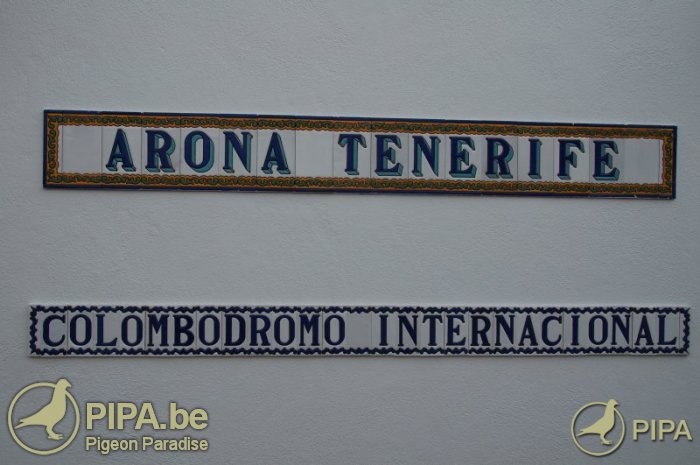 ARONA TENERIFE
COLOMBODROMO INTERNACIONAL
PIPA.be
Pigeon Paradise
PIPA